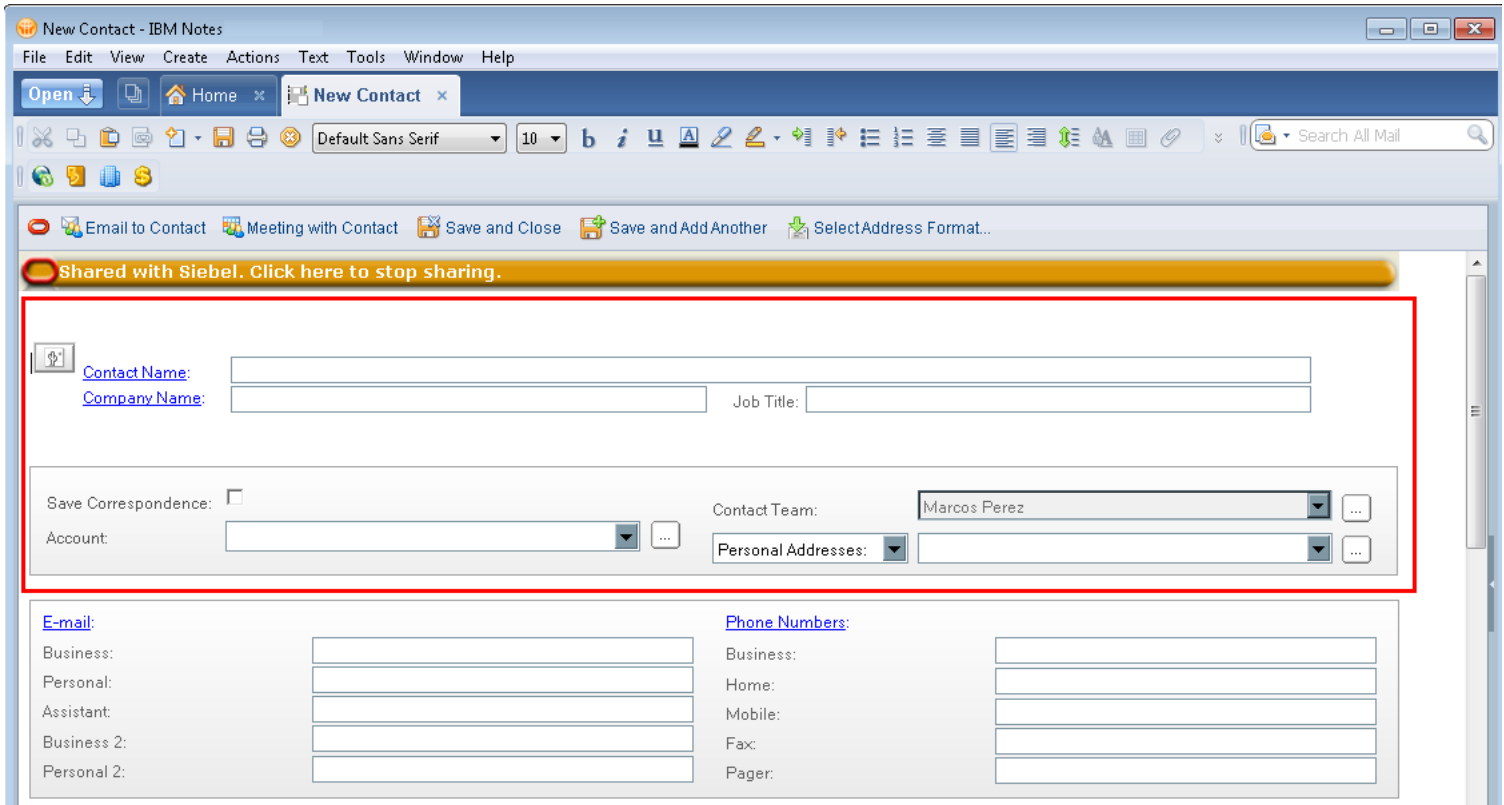 New Contact - IBM Notes
File Edit View Create Actions Text Tools Window Help
Open Home New Contact
Default Sans Serif 10 b i u A Search All Mail
Email to Contact Meeting with Contact Save and Close Save and Add Another Select Address Format...
Shared with Siebel. Click here to stop sharing.
Contact Name:
Company Name: Job Title:
Save Correspondence: Contact Team: Marcos Perez ...
Account: ... Personal Addresses: ...
E-mail: Phone Numbers:
Business: Business:
Personal: Home:
Assistant: Mobile:
Business 2: Fax:
Personal 2: Pager: